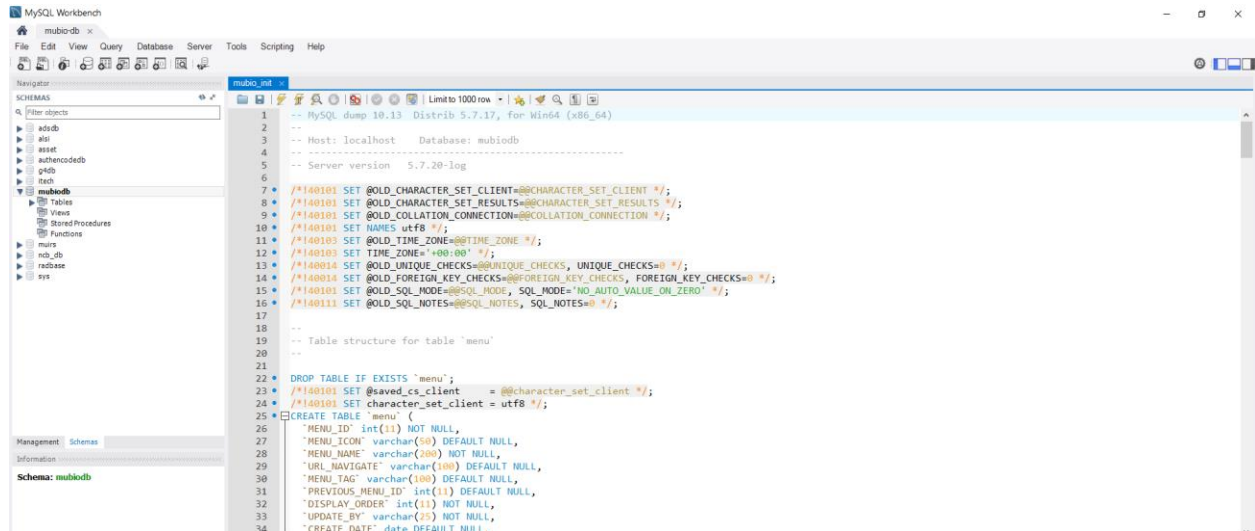 MySQL Workbench
mubio-db ×
File Edit View Query Database Server Tools Scripting Help
Navigator
SCHEMAS
Filter objects
adsdb
alsi
asset
authencodedb
g4db
itech
mubiodb
Tables
Views
Stored Procedures
Functions
muirs
ncb_db
radbase
sys
Management Schemas
Information
Schema: mubiodb
mubio_init ×
Limit to 1000 row
1 -- MySQL dump 10.13  Distrib 5.7.17, for Win64 (x86_64)
2 --
3 -- Host: localhost    Database: mubiodb
4 -- ------------------------------------------------------
5 -- Server version   5.7.20-log
6
7 /*!40101 SET @OLD_CHARACTER_SET_CLIENT=@@CHARACTER_SET_CLIENT */;
8 /*!40101 SET @OLD_CHARACTER_SET_RESULTS=@@CHARACTER_SET_RESULTS */;
9 /*!40101 SET @OLD_COLLATION_CONNECTION=@@COLLATION_CONNECTION */;
10 /*!40101 SET NAMES utf8 */;
11 /*!40103 SET @OLD_TIME_ZONE=@@TIME_ZONE */;
12 /*!40103 SET TIME_ZONE='+00:00' */;
13 /*!40014 SET @OLD_UNIQUE_CHECKS=@@UNIQUE_CHECKS, UNIQUE_CHECKS=0 */;
14 /*!40014 SET @OLD_FOREIGN_KEY_CHECKS=@@FOREIGN_KEY_CHECKS, FOREIGN_KEY_CHECKS=0 */;
15 /*!40101 SET @OLD_SQL_MODE=@@SQL_MODE, SQL_MODE='NO_AUTO_VALUE_ON_ZERO' */;
16 /*!40111 SET @OLD_SQL_NOTES=@@SQL_NOTES, SQL_NOTES=0 */;
17
18 --
19 -- Table structure for table `menu`
20 --
21
22 DROP TABLE IF EXISTS `menu`;
23 /*!40101 SET @saved_cs_client     = @@character_set_client */;
24 /*!40101 SET character_set_client = utf8 */;
25 CREATE TABLE `menu` (
26 `MENU_ID` int(11) NOT NULL,
27 `MENU_ICON` varchar(50) DEFAULT NULL,
28 `MENU_NAME` varchar(200) NOT NULL,
29 `URL_NAVIGATE` varchar(100) DEFAULT NULL,
30 `MENU_TAG` varchar(100) DEFAULT NULL,
31 `PREVIOUS_MENU_ID` int(11) DEFAULT NULL,
32 `DISPLAY_ORDER` int(11) NOT NULL,
33 `UPDATE_BY` varchar(25) NOT NULL,
34 `CREATE_DATE` date DEFAULT NULL,